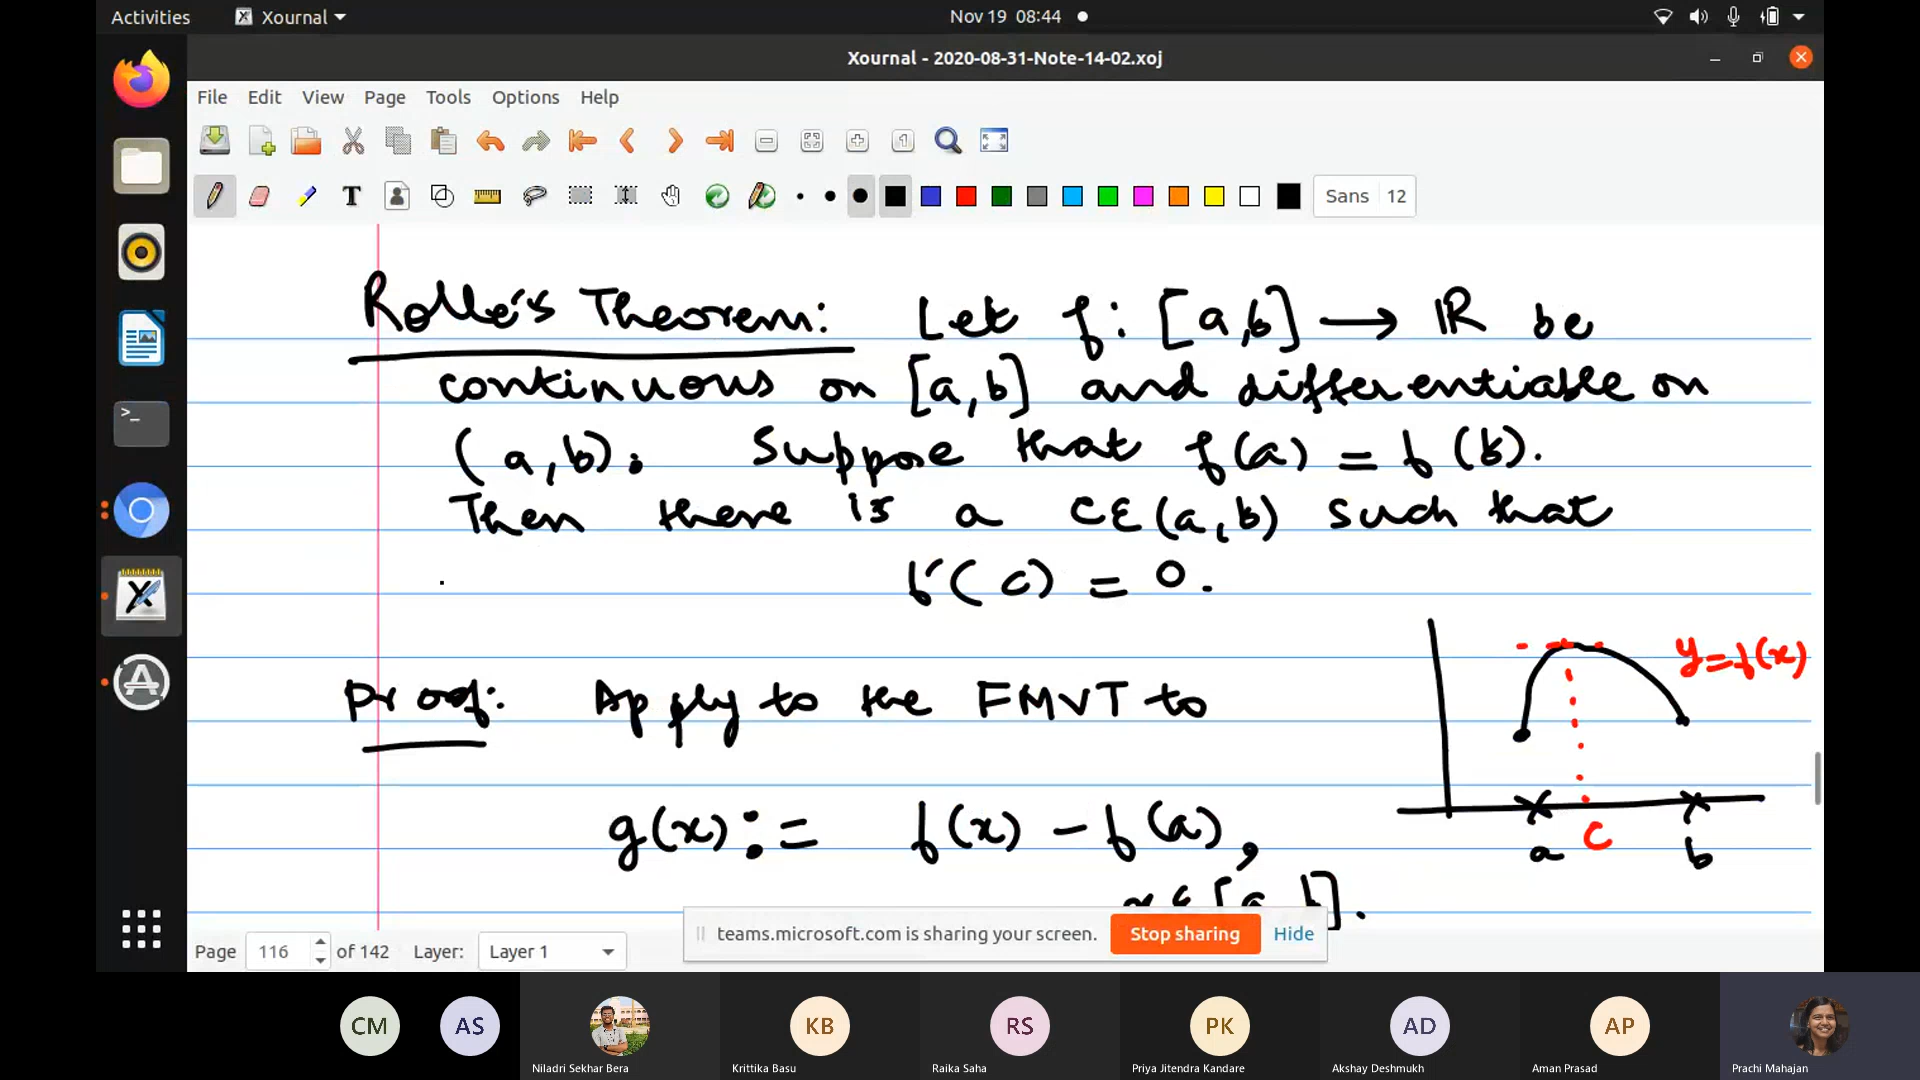 Activities
Xournal
Nov 19 08:44
Xournal - 2020-08-31-Note-14-02.xoj
File Edit View Page Tools Options Help
Sans 12
Rolle's Theorem: Let f: [a,b] → ℝ be
continuous on [a,b] and differentiable on
(a,b). Suppose that f(a) = f(b).
Then there is a c∈(a,b) such that
f'(c) = 0.
y=f(x)
Proof: Apply to the FMVT to
g(x) := f(x) - f(a),
c
a b
x ∈ [a,b].
Page 116 of 142 Layer: Layer 1
teams.microsoft.com is sharing your screen. Stop sharing Hide
CM AS KB RS PK AD AP
Niladri Sekhar Bera Krittika Basu Raika Saha Priya Jitendra Kandare Akshay Deshmukh Aman Prasad Prachi Mahajan